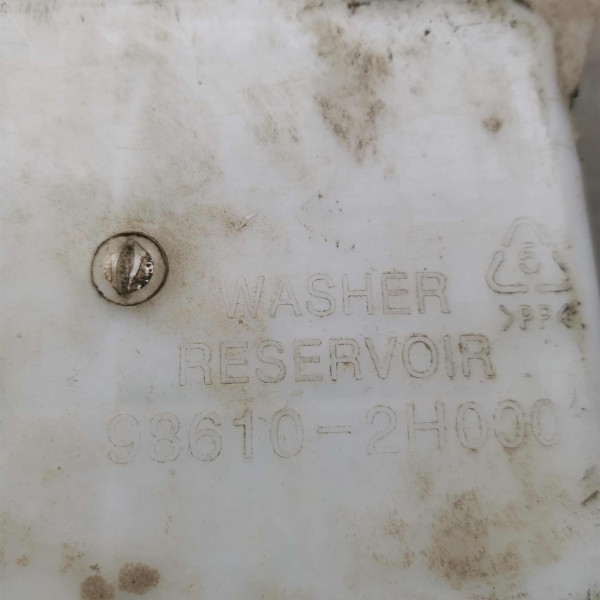 5
>PP<
WASHER
RESERVOIR
98610-2H000